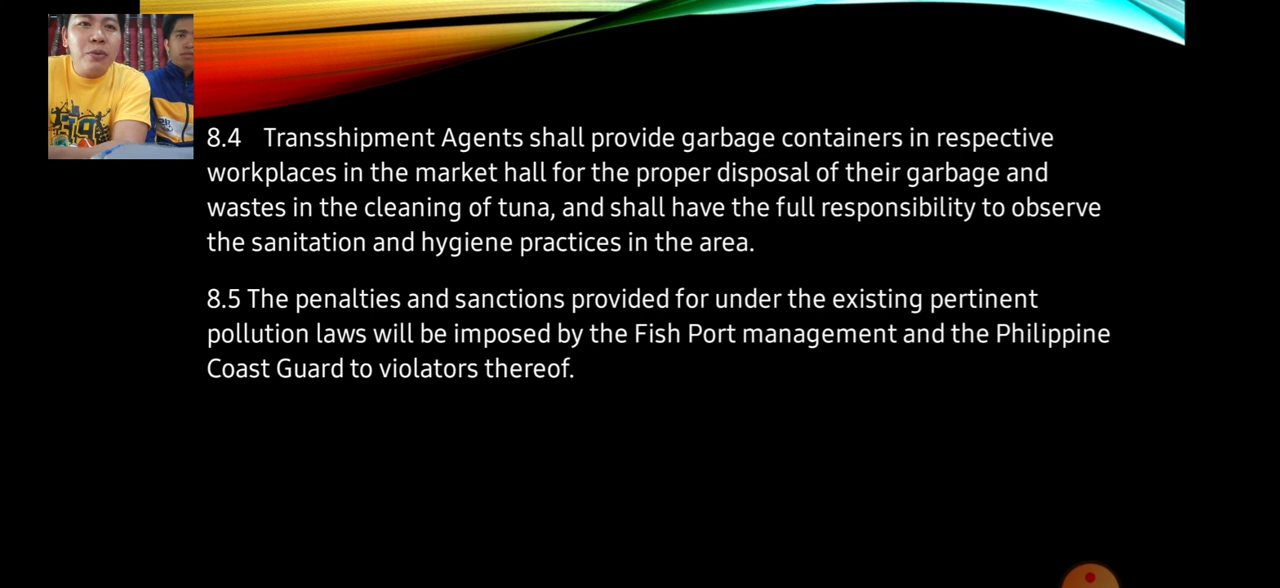 8.4 Transshipment Agents shall provide garbage containers in respective
workplaces in the market hall for the proper disposal of their garbage and
wastes in the cleaning of tuna, and shall have the full responsibility to observe
the sanitation and hygiene practices in the area.
8.5 The penalties and sanctions provided for under the existing pertinent
pollution laws will be imposed by the Fish Port management and the Philippine
Coast Guard to violators thereof.